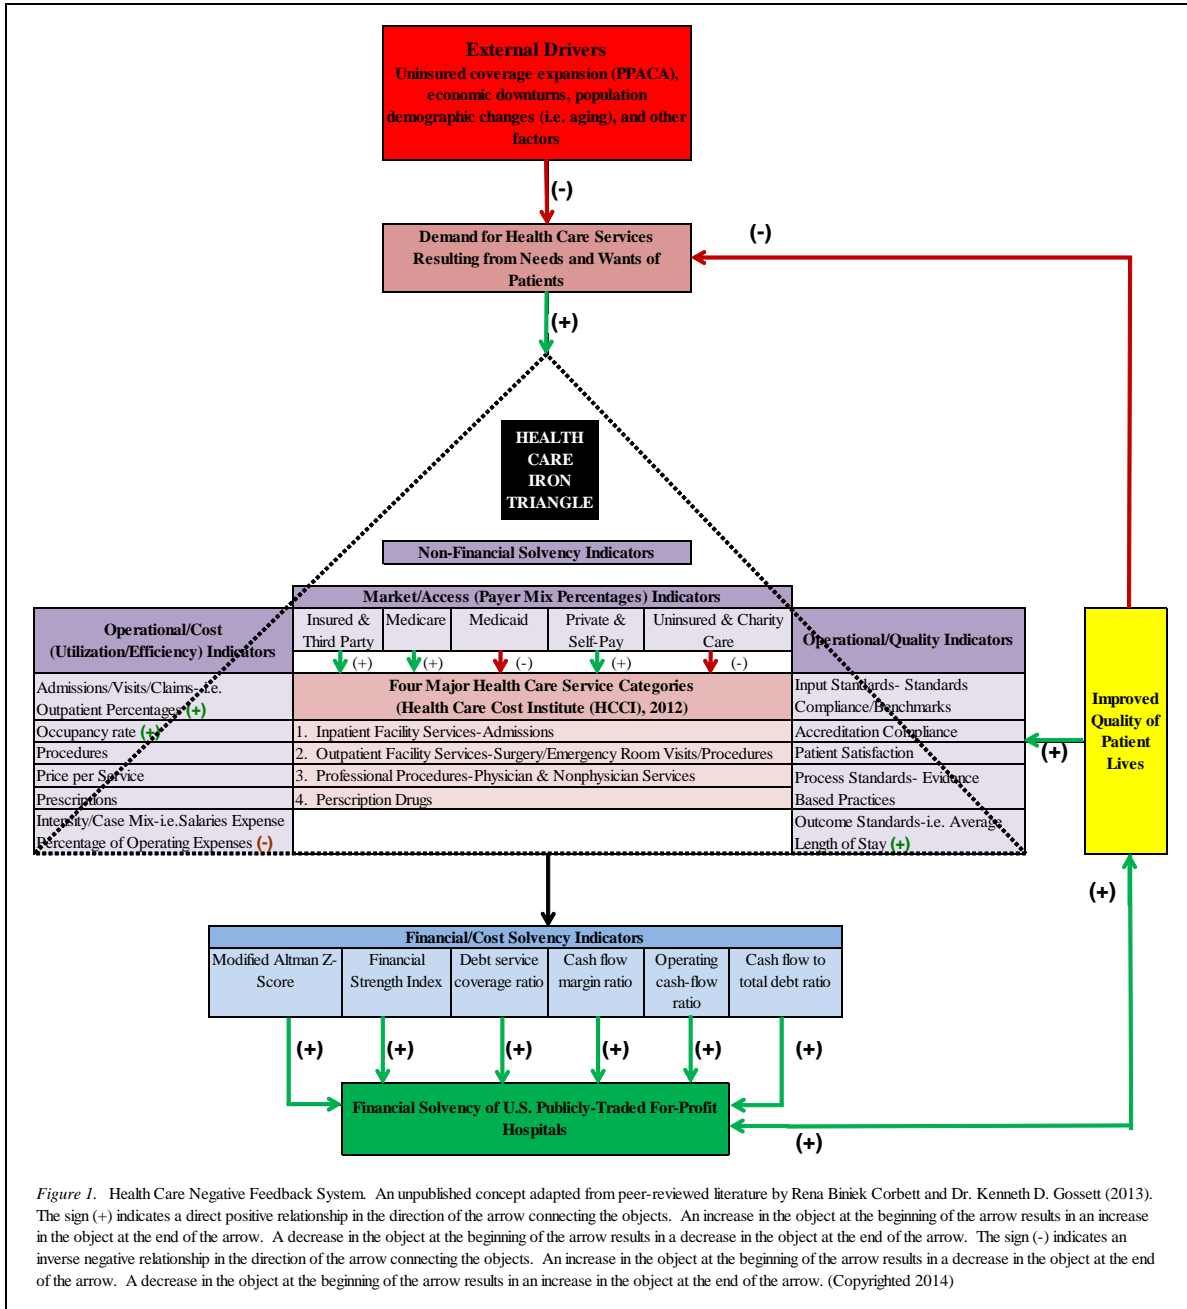 External Drivers
Uninsured coverage expansion (PPACA),
economic downturns, population
demographic changes (i.e. aging), and other
factors
(-)
Demand for Health Care Services
Resulting from Needs and Wants of
Patients
(-)
(+)
HEALTH
CARE
IRON
TRIANGLE
Non-Financial Solvency Indicators
Market/Access (Payer Mix Percentages) Indicators
Insured &
Third Party
Medicare
Medicaid
Private &
Self-Pay
Uninsured & Charity
Care
(+)
(+)
(-)
(+)
(-)
Operational/Cost
(Utilization/Efficiency) Indicators
Admissions/Visits/Claims- i.e.
Outpatient Percentages (+)
Occupancy rate (+)
Procedures
Price per Service
Prescriptions
Intensity/Case Mix-i.e.Salaries Expense
Percentage of Operating Expenses (-)
Four Major Health Care Service Categories
(Health Care Cost Institute (HCCI), 2012)
1. Inpatient Facility Services-Admissions
2. Outpatient Facility Services-Surgery/Emergency Room Visits/Procedures
3. Professional Procedures-Physician & Nonphysician Services
4. Perscription Drugs
Operational/Quality Indicators
Input Standards- Standards
Compliance/Benchmarks
Accreditation Compliance
Patient Satisfaction
Process Standards- Evidence
Based Practices
Outcome Standards-i.e. Average
Length of Stay (+)
(+)
Improved
Quality of
Patient
Lives
(+)
Financial/Cost Solvency Indicators
Modified Altman Z-
Score
Financial
Strength Index
Debt service
coverage ratio
Cash flow
margin ratio
Operating
cash-flow
ratio
Cash flow to
total debt ratio
(+)
(+)
(+)
(+)
(+)
(+)
Financial Solvency of U.S. Publicly-Traded For-Profit
Hospitals
(+)
Figure 1. Health Care Negative Feedback System. An unpublished concept adapted from peer-reviewed literature by Rena Biniek Corbett and Dr. Kenneth D. Gossett (2013).
The sign (+) indicates a direct positive relationship in the direction of the arrow connecting the objects. An increase in the object at the beginning of the arrow results in an increase
in the object at the end of the arrow. A decrease in the object at the beginning of the arrow results in a decrease in the object at the end of the arrow. The sign (-) indicates an
inverse negative relationship in the direction of the arrow connecting the objects. An increase in the object at the beginning of the arrow results in a decrease in the object at the end
of the arrow. A decrease in the object at the beginning of the arrow results in an increase in the object at the end of the arrow. (Copyrighted 2014)